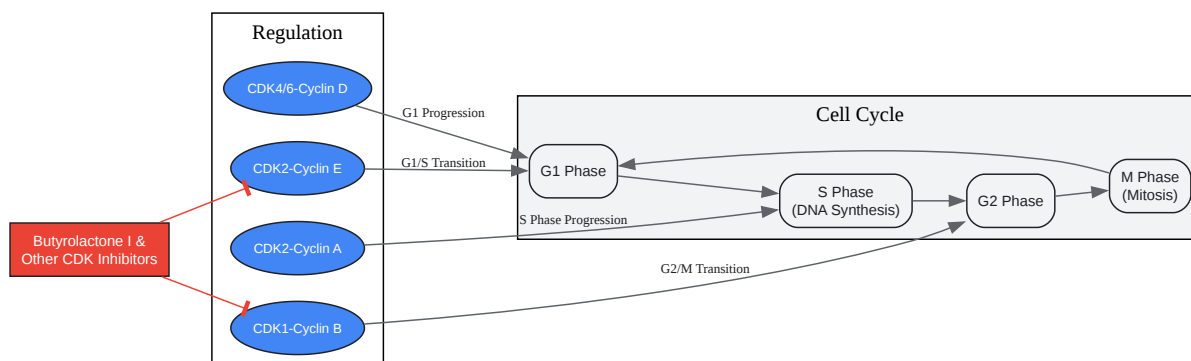 Regulation
CDK4/6-Cyclin D
G1 Progression
Cell Cycle
CDK2-Cyclin E
G1/S Transition
G1 Phase
M Phase
(Mitosis)
S Phase
(DNA Synthesis)
G2 Phase
S Phase Progression
Butyrolactone I &
Other CDK Inhibitors
CDK2-Cyclin A
G2/M Transition
CDK1-Cyclin B